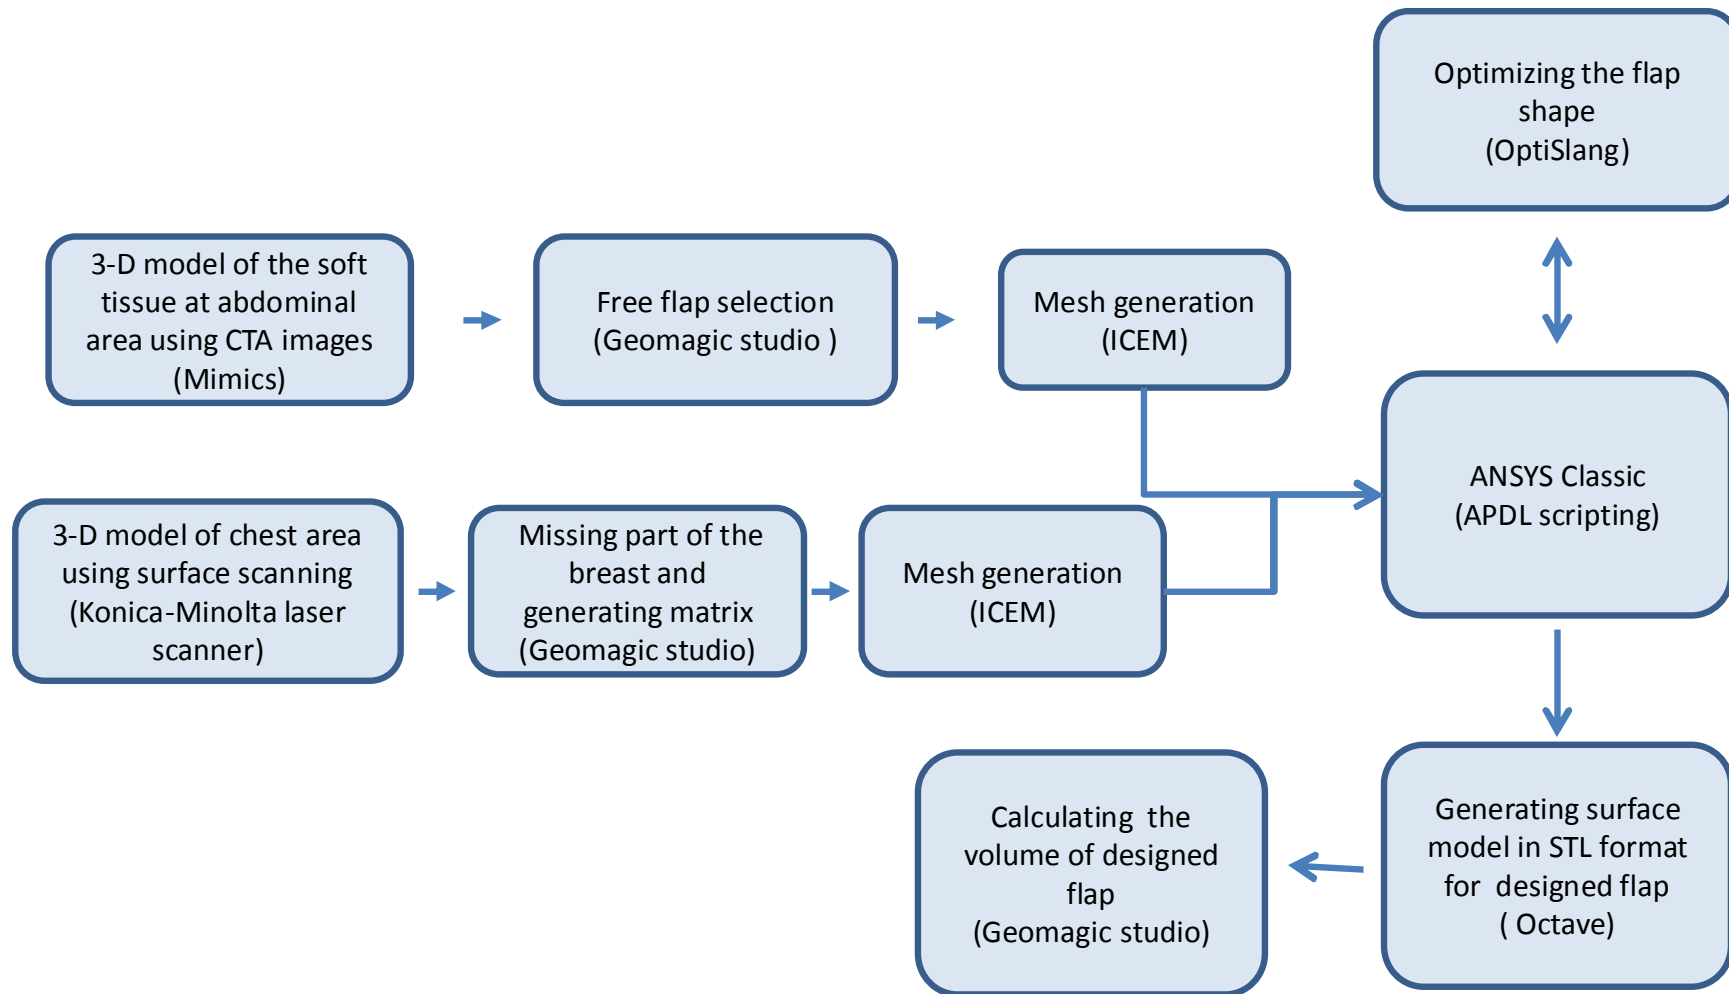 Optimizing the flap
shape
(OptiSlang)
3-D model of the soft
tissue at abdominal
area using CTA images
(Mimics)
Free flap selection
(Geomagic studio )
Mesh generation
(ICEM)
ANSYS Classic
(APDL scripting)
3-D model of chest area
using surface scanning
(Konica-Minolta laser
scanner)
Missing part of the
breast and
generating matrix
(Geomagic studio)
Mesh generation
(ICEM)
Calculating  the
volume of designed
flap
(Geomagic studio)
Generating surface
model in STL format
for  designed flap
( Octave)